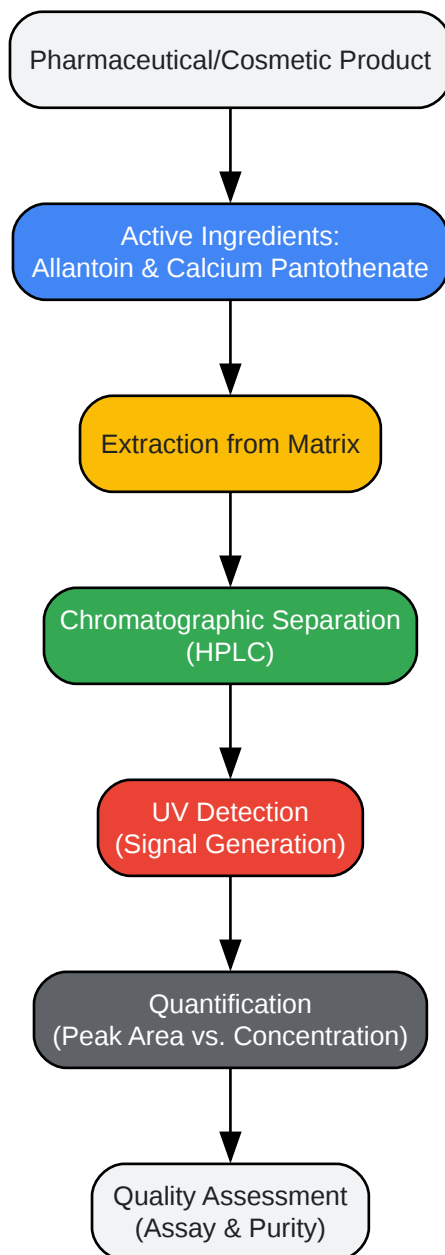 Pharmaceutical/Cosmetic Product
Active Ingredients:
Allantoin & Calcium Pantothenate
Extraction from Matrix
Chromatographic Separation
(HPLC)
UV Detection
(Signal Generation)
Quantification
(Peak Area vs. Concentration)
Quality Assessment
(Assay & Purity)